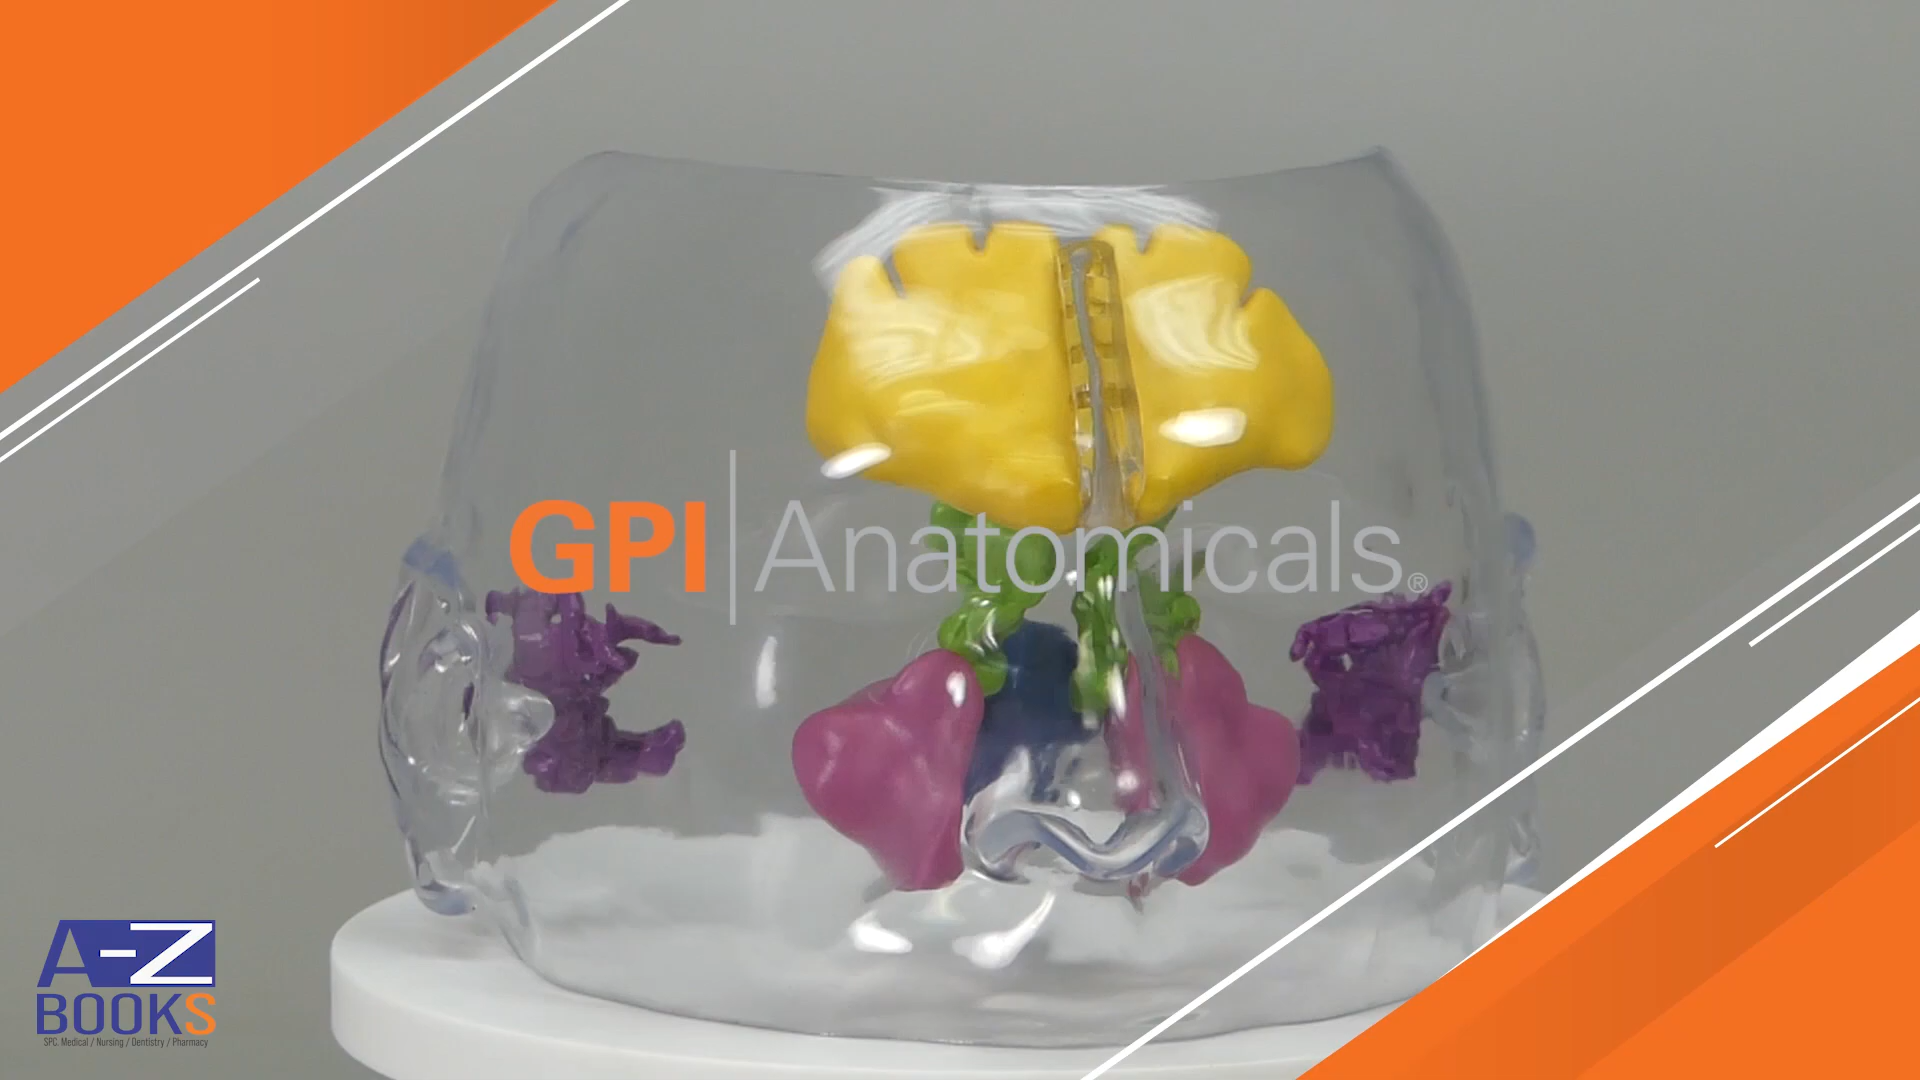 GPI Anatomicals®
A-Z
BOOKS
SPC. Medical / Nursing / Dentistry / Pharmacy